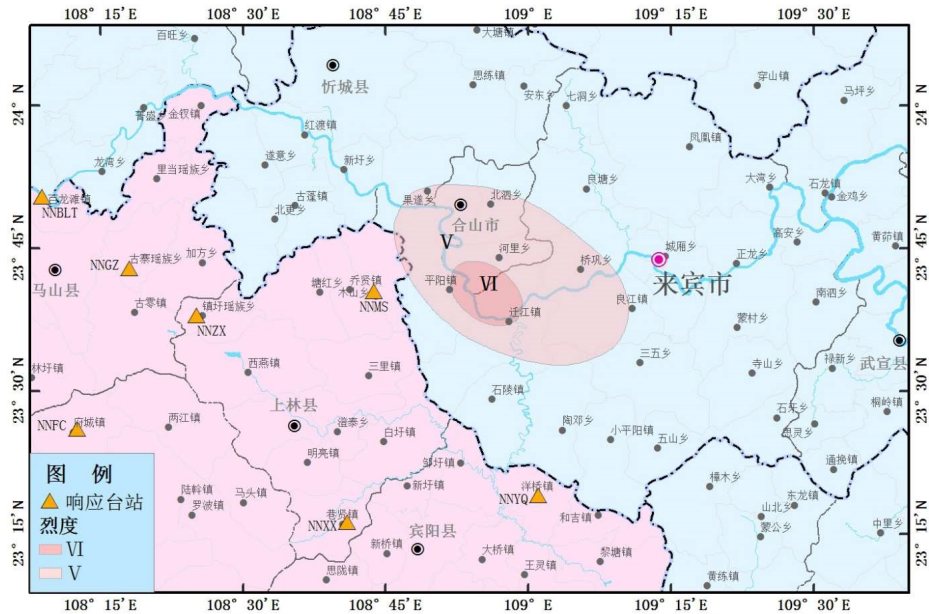 108° 15′ E
108° 30′ E
108° 45′ E
109° E
109° 15′ E
109° 30′ E
百旺乡
大塘镇
忻城县
思练镇
安东乡
七洞乡
穿山镇
马坪乡
24° N
24° N
菁盛乡
金钗镇
红渡镇
凤凰镇
龙湾乡
里当瑶族乡
遂意乡
新圩乡
良塘乡
大湾乡
石龙镇
金鸡乡
百龙滩镇
NNBLT
古蓬镇
北更乡
果遂乡
北泗乡
合山市
V
河里乡
城厢乡
正龙乡
高安乡
黄茆镇
23° 45′ N
23° 45′ N
NNGZ
古寨瑶族乡
加方乡
马山县
塘红乡
乔贤镇
木山乡
NNMS
平阳镇
VI
桥巩乡
来宾市
良江镇
南泗乡
古零镇
镇圩瑶族乡
NNZX
迁江镇
蒙村乡
武宣县
林圩镇
西燕镇
三里镇
三五乡
寺山乡
禄新乡
23° 30′ N
23° 30′ N
石陵镇
桐岭镇
上林县
NNFC
府城镇
两江镇
澄泰乡
白圩镇
陶邓乡
小平阳镇
五山乡
石牙乡
思灵乡
明亮镇
邹圩镇
通挽镇
图 例
响应台站
烈度
VI
V
陆斡镇
罗波镇
马头镇
新圩镇
洋桥镇
NNYQ
樟木乡
东龙镇
山北乡
巷贤镇
NNXX
宾阳县
和吉镇
蒙公乡
中里乡
23° 15′ N
23° 15′ N
新桥镇
大桥镇
黎塘镇
思陇镇
王灵镇
黄练镇
108° 15′ E
108° 30′ E
108° 45′ E
109° E
109° 15′ E
109° 30′ E